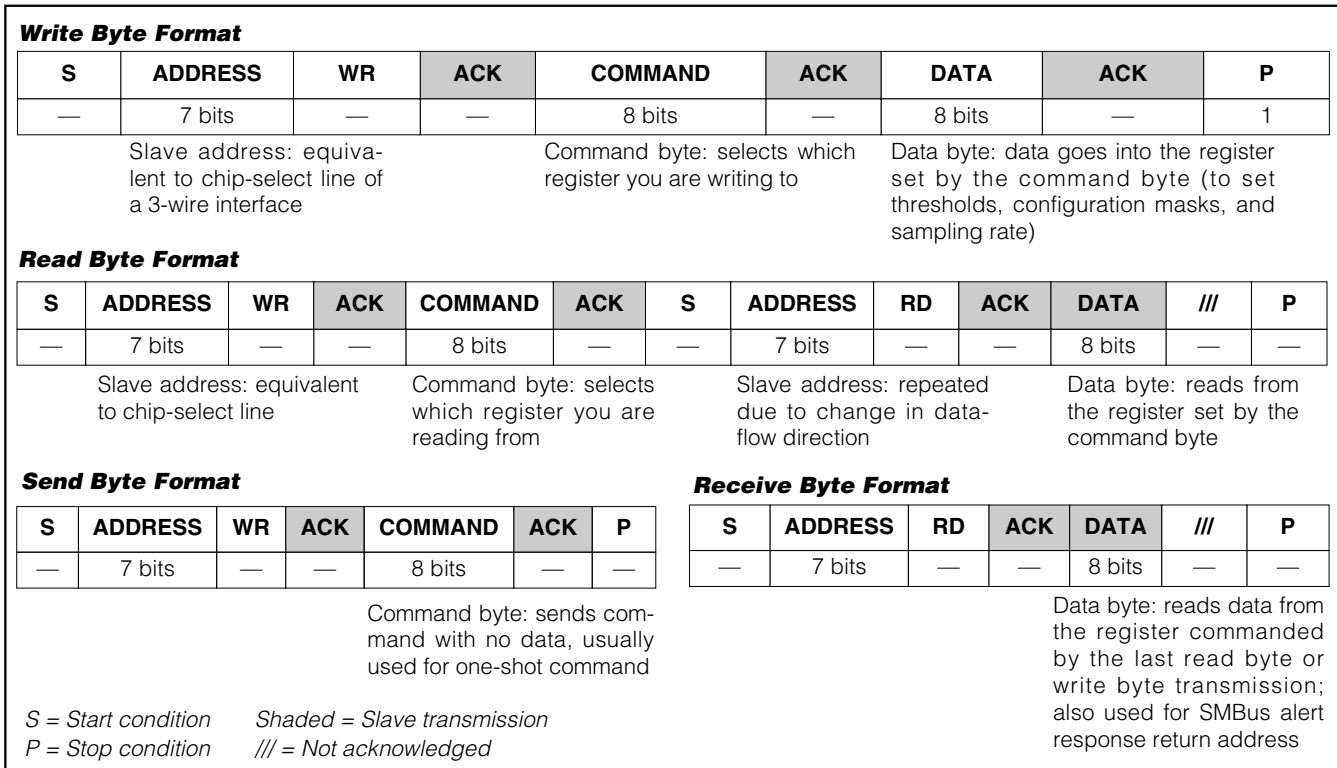 Write Byte Format
S ADDRESS WR ACK COMMAND ACK DATA ACK P
— 7 bits — — 8 bits — 8 bits — 1
Slave address: equiva-
lent to chip-select line of
a 3-wire interface
Command byte: selects which
register you are writing to
Data byte: data goes into the register
set by the command byte (to set
thresholds, configuration masks, and
sampling rate)
Read Byte Format
S ADDRESS WR ACK COMMAND ACK S ADDRESS RD ACK DATA /// P
— 7 bits — — 8 bits — — 7 bits — — 8 bits — —
Slave address: equivalent
to chip-select line
Command byte: selects
which register you are
reading from
Slave address: repeated
due to change in data-
flow direction
Data byte: reads from
the register set by the
command byte
Send Byte Format
S ADDRESS WR ACK COMMAND ACK P
— 7 bits — — 8 bits — —
Command byte: sends com-
mand with no data, usually
used for one-shot command
Receive Byte Format
S ADDRESS RD ACK DATA /// P
— 7 bits — — 8 bits — —
Data byte: reads data from
the register commanded
by the last read byte or
write byte transmission;
also used for SMBus alert
response return address
S = Start condition Shaded = Slave transmission
P = Stop condition /// = Not acknowledged